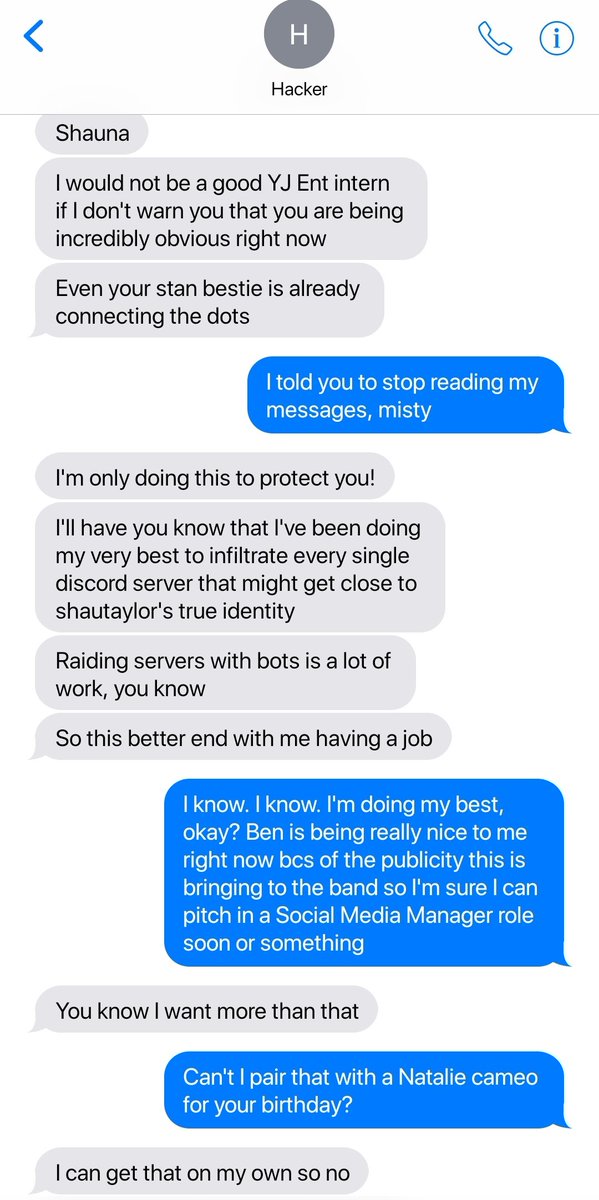 H
Hacker
Shauna
I would not be a good YJ Ent intern
if I don't warn you that you are being
incredibly obvious right now
Even your stan bestie is already
connecting the dots
I told you to stop reading my
messages, misty
I'm only doing this to protect you!
I'll have you know that I've been doing
my very best to infiltrate every single
discord server that might get close to
shautaylor's true identity
Raiding servers with bots is a lot of
work, you know
So this better end with me having a job
I know. I know. I'm doing my best,
okay? Ben is being really nice to me
right now bcs of the publicity this is
bringing to the band so I'm sure I can
pitch in a Social Media Manager role
soon or something
You know I want more than that
Can't I pair that with a Natalie cameo
for your birthday?
I can get that on my own so no